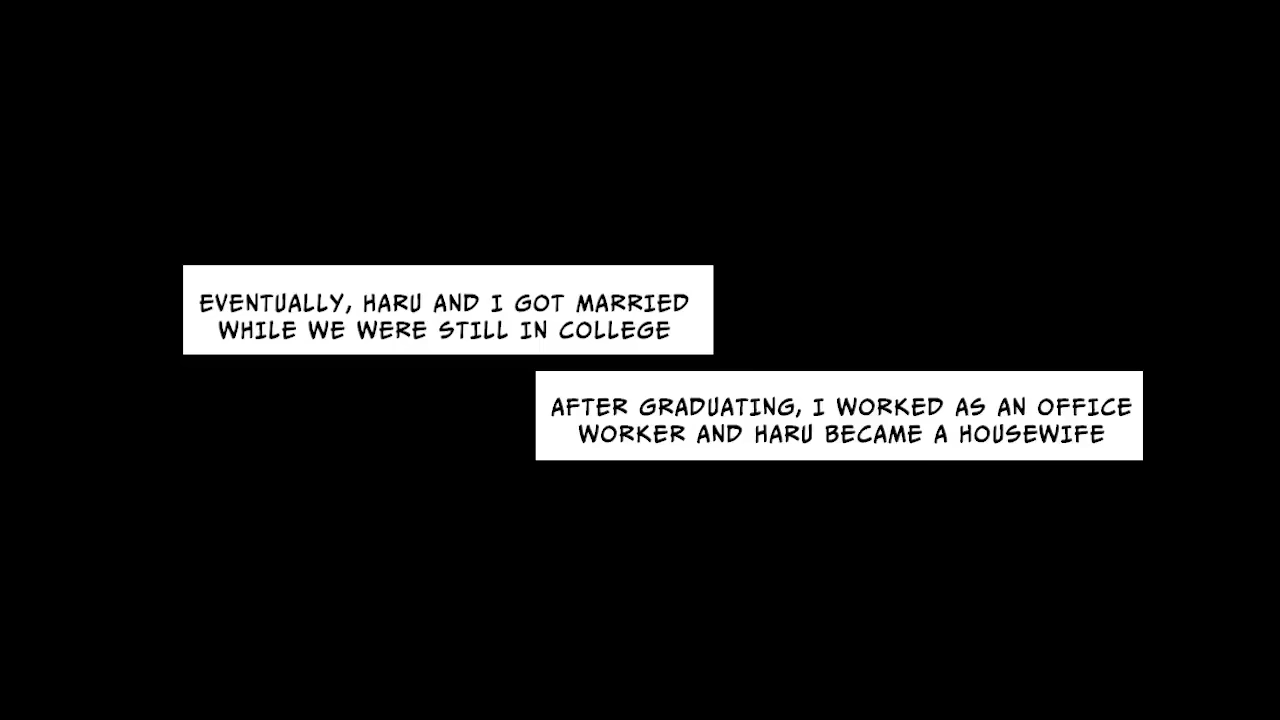 EVENTUALLY, HARU AND I GOT MARRIED
WHILE WE WERE STILL IN COLLEGE
AFTER GRADUATING, I WORKED AS AN OFFICE
WORKER AND HARU BECAME A HOUSEWIFE